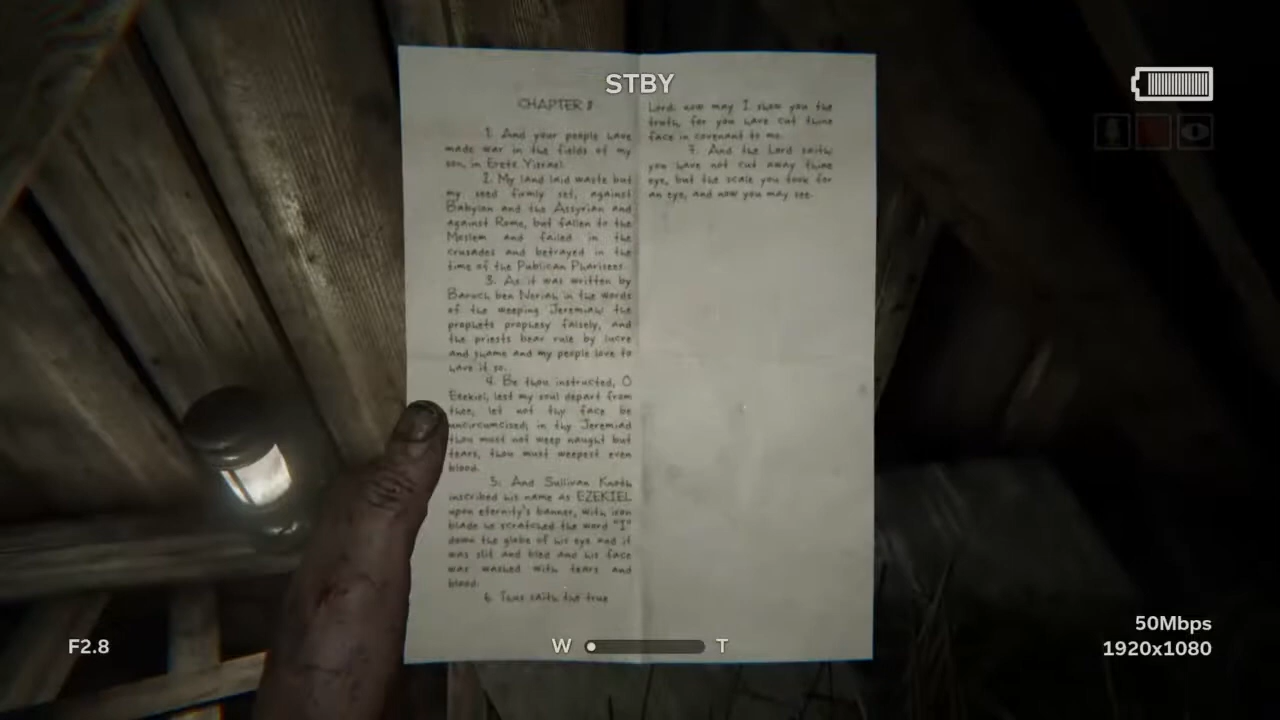 STBY
CHAPTER 8
1. And your people have
made war in the fields of my
son, in Eretz Yisrael.
2. My land laid waste but
my seed firmly set, against
Babylon and the Assyrian and
against Rome, but fallen to the
Moslem and failed in the
crusades and betrayed in the
time of the Publican Pharisees.
3. As it was written by
Baruch ben Neriah in the words
of the weeping Jeremiah; the
prophets prophesy falsely, and
the priests bear rule by lucre
and shame and my people love to
have it so.
4. Be thou instructed, O
Ezekiel, lest my soul depart from
thee, let not thy face be
uncircumcised; in thy Jeremiad
thou must not weep naught but
tears, thou must weepest even
blood.
5. And Sullivan Knoth
inscribed his name as EZEKIEL
upon eternity's banner, with iron
blade he scratched the word "I"
down the globe of his eye and it
was slit and bled and his face
was washed with tears and
blood.
6. Thus saith the true
Lord: now may I show you the
truth, for you have cut thine
face in covenant to me.
7. And the Lord saith:
you have not cut away thine
eye, but the scale you took for
an eye, and now you may see.
F2.8
W T
50Mbps
1920x1080